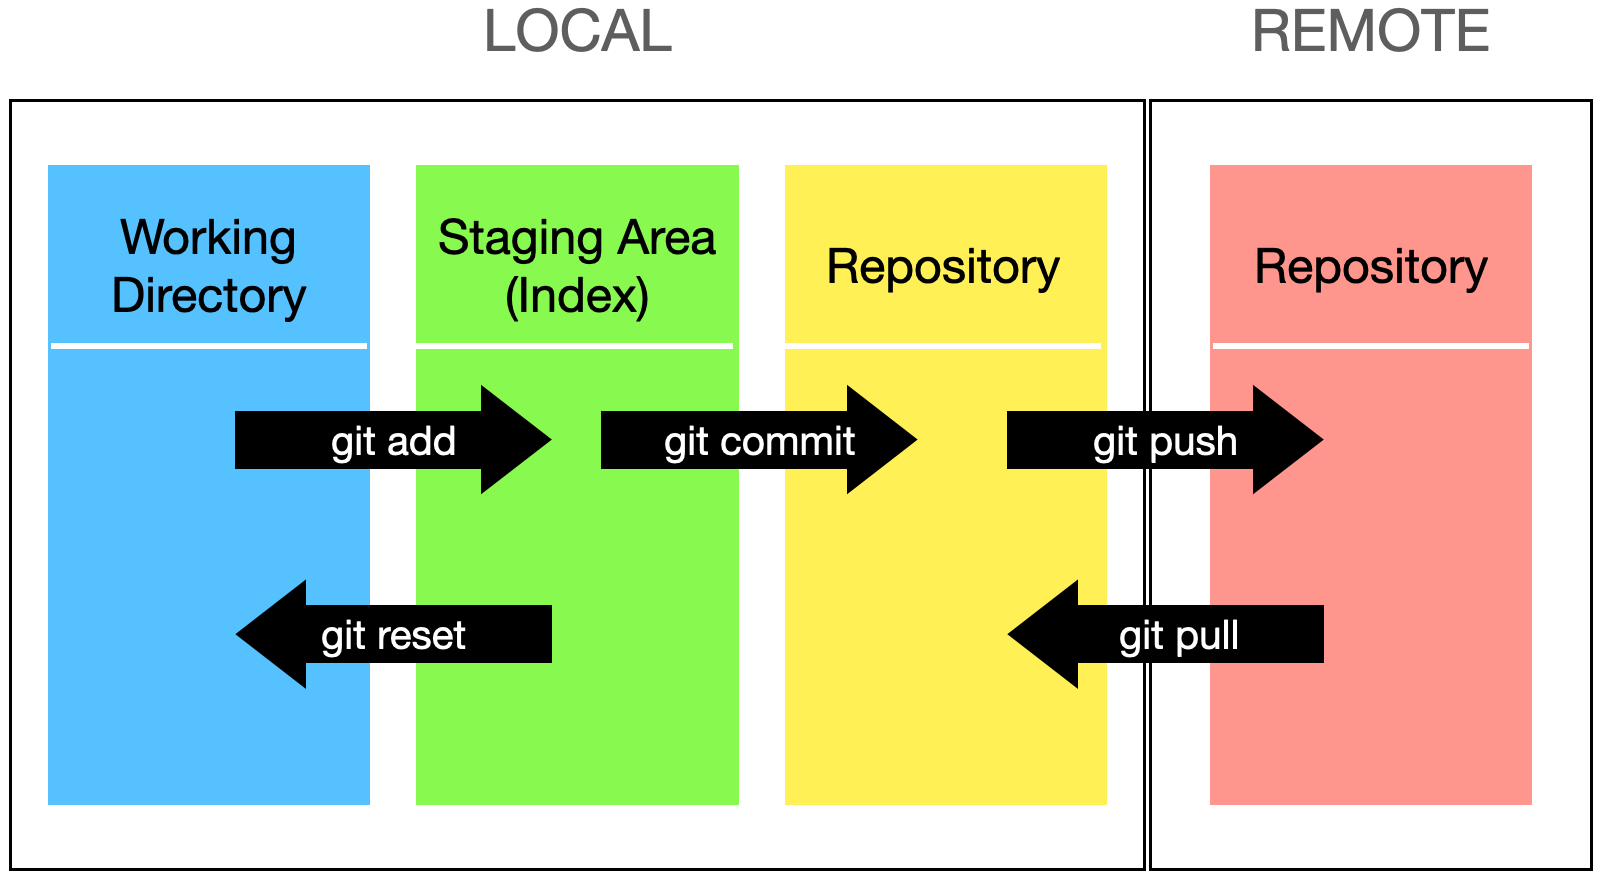 LOCAL
REMOTE
Working
Directory
Staging Area
(Index)
Repository
Repository
git add
git commit
git push
git reset
git pull